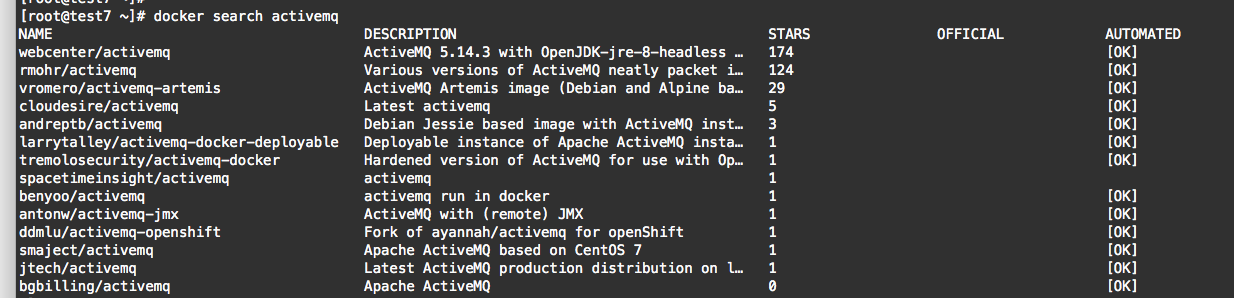 [root@test7 ~]#
[root@test7 ~]# docker search activemq
NAME DESCRIPTION STARS OFFICIAL AUTOMATED
webcenter/activemq ActiveMQ 5.14.3 with OpenJDK-jre-8-headless … 174 [OK]
rmohr/activemq Various versions of ActiveMQ neatly packet i… 124 [OK]
vromero/activemq-artemis ActiveMQ Artemis image (Debian and Alpine ba… 29 [OK]
cloudesire/activemq Latest activemq 5 [OK]
andreptb/activemq Debian Jessie based image with ActiveMQ inst… 3 [OK]
larrytalley/activemq-docker-deployable Deployable instance of Apache ActiveMQ insta… 1 [OK]
tremolosecurity/activemq-docker Hardened version of ActiveMQ for use with Op… 1 [OK]
spacetimeinsight/activemq activemq 1
benyoo/activemq activemq run in docker 1 [OK]
antonw/activemq-jmx ActiveMQ with (remote) JMX 1 [OK]
ddmlu/activemq-openshift Fork of ayannah/activemq for openShift 1 [OK]
smaject/activemq Apache ActiveMQ based on CentOS 7 1 [OK]
jtech/activemq Latest ActiveMQ production distribution on l… 1 [OK]
bgbilling/activemq Apache ActiveMQ 0 [OK]